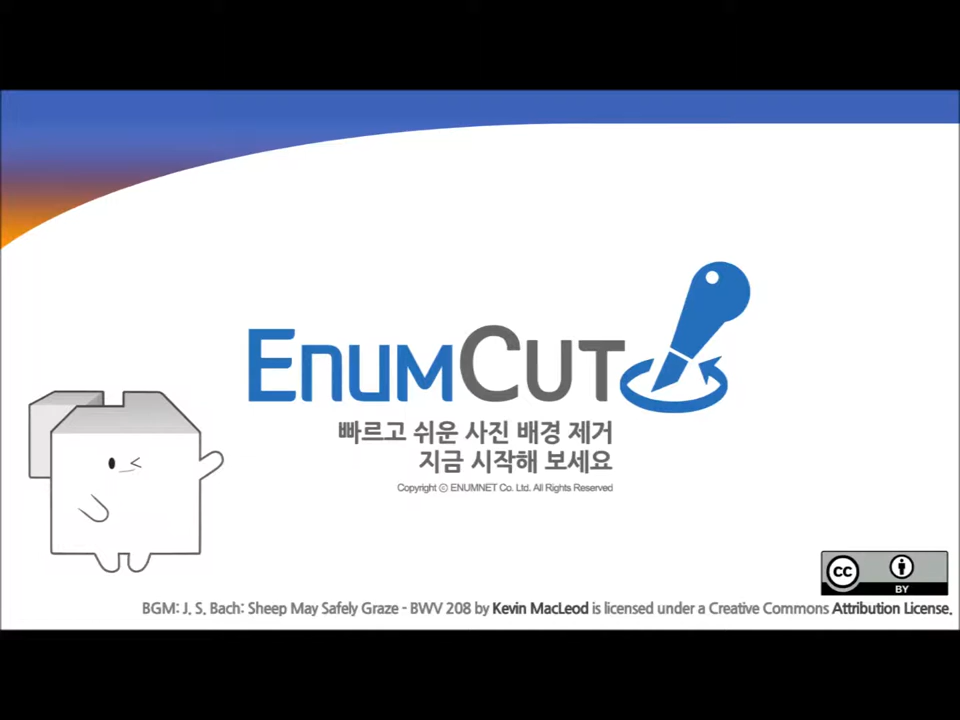 EnumCut
빠르고 쉬운 사진 배경 제거
지금 시작해 보세요
Copyright ⓒ ENUMNET Co. Ltd. All Rights Reserved
cc
BY
BGM: J. S. Bach: Sheep May Safely Graze - BWV 208 by Kevin MacLeod is licensed under a Creative Commons Attribution License.